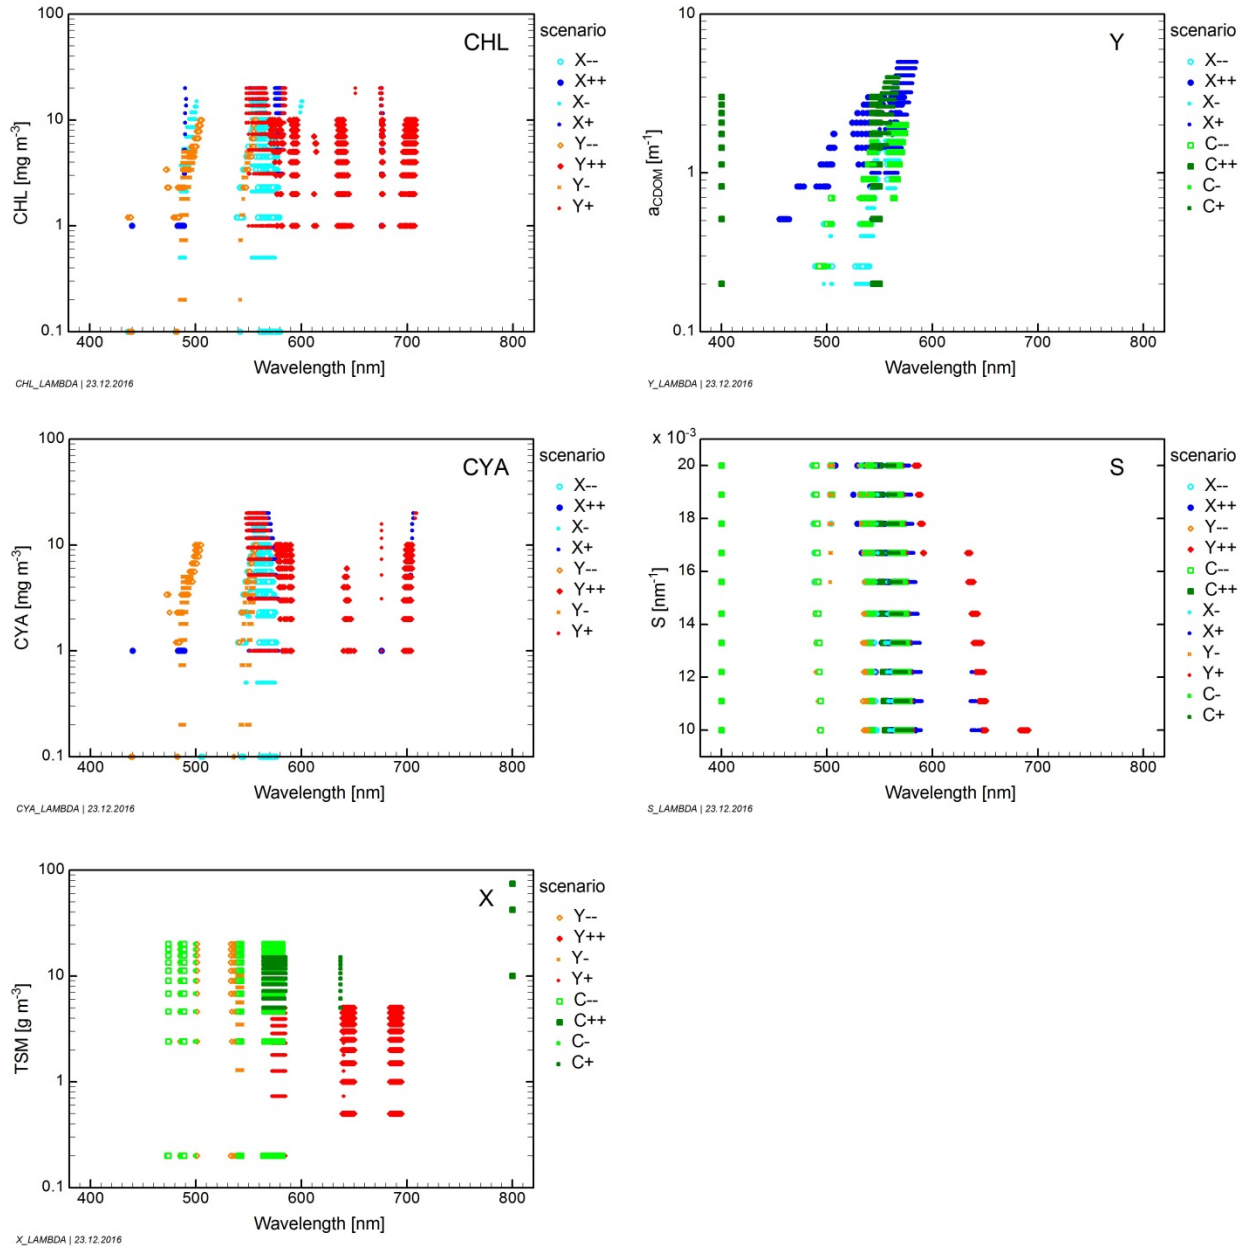 100
10
1
0.1
400
500
600
700
800
CHL [mg m⁻³]
Wavelength [nm]
CHL
scenario
X--
X++
X-
X+
Y--
Y++
Y-
Y+
CHL_LAMBDA | 23.12.2016
10
1
0.1
400
500
600
700
800
aCDOM [m⁻¹]
Wavelength [nm]
Y
scenario
X--
X++
X-
X+
C--
C++
C-
C+
Y_LAMBDA | 23.12.2016
100
10
1
0.1
400
500
600
700
800
CYA [mg m⁻³]
Wavelength [nm]
CYA
scenario
X--
X++
X-
X+
Y--
Y++
Y-
Y+
CYA_LAMBDA | 23.12.2016
x 10⁻³
20
18
16
14
12
10
400
500
600
700
800
S [nm⁻¹]
Wavelength [nm]
S
scenario
X--
X++
Y--
Y++
C--
C++
X-
X+
Y-
Y+
C-
C+
S_LAMBDA | 23.12.2016
100
10
1
0.1
400
500
600
700
800
TSM [g m⁻³]
Wavelength [nm]
X
scenario
Y--
Y++
Y-
Y+
C--
C++
C-
C+
X_LAMBDA | 23.12.2016